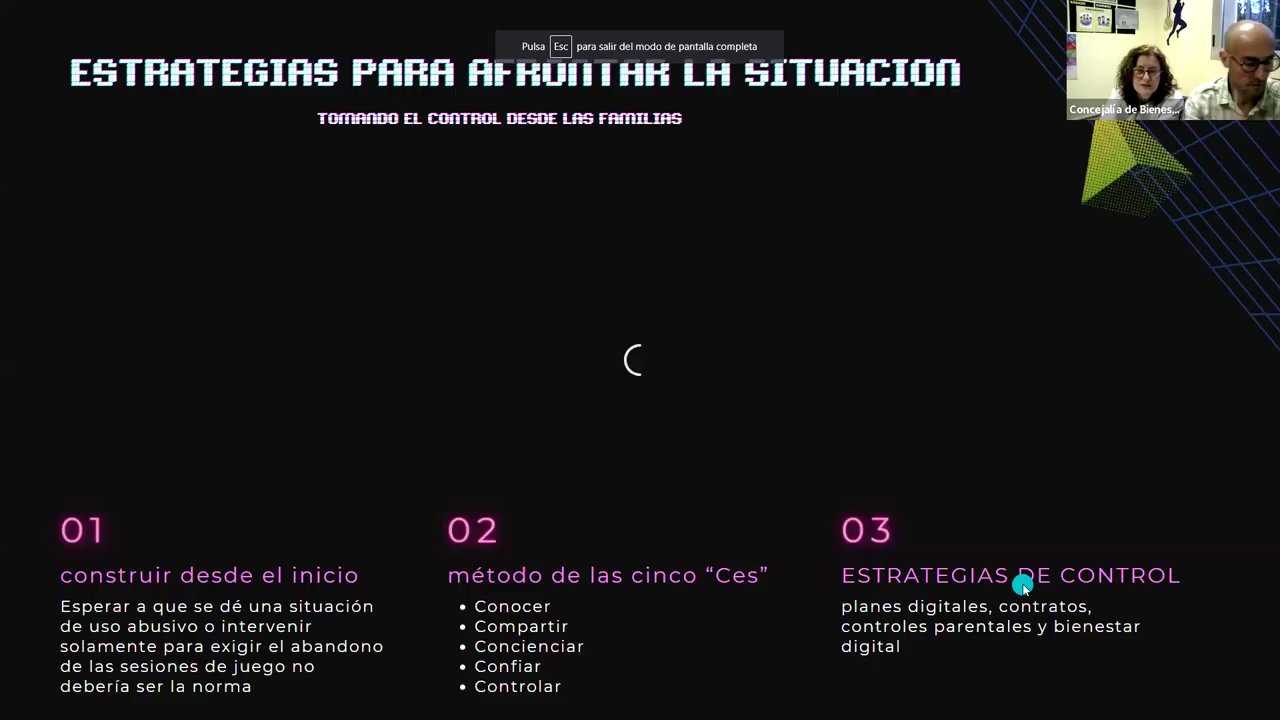 Pulsa Esc para salir del modo de pantalla completa
ESTRATEGIAS PARA AFRONTAR LA SITUACION
TOMANDO EL CONTROL DESDE LAS FAMILIAS
Concejalía de Bienes...
01
construir desde el inicio
Esperar a que se dé una situación
de uso abusivo o intervenir
solamente para exigir el abandono
de las sesiones de juego no
debería ser la norma
02
método de las cinco “Ces”
• Conocer
• Compartir
• Concienciar
• Confiar
• Controlar
03
ESTRATEGIAS DE CONTROL
planes digitales, contratos,
controles parentales y bienestar
digital